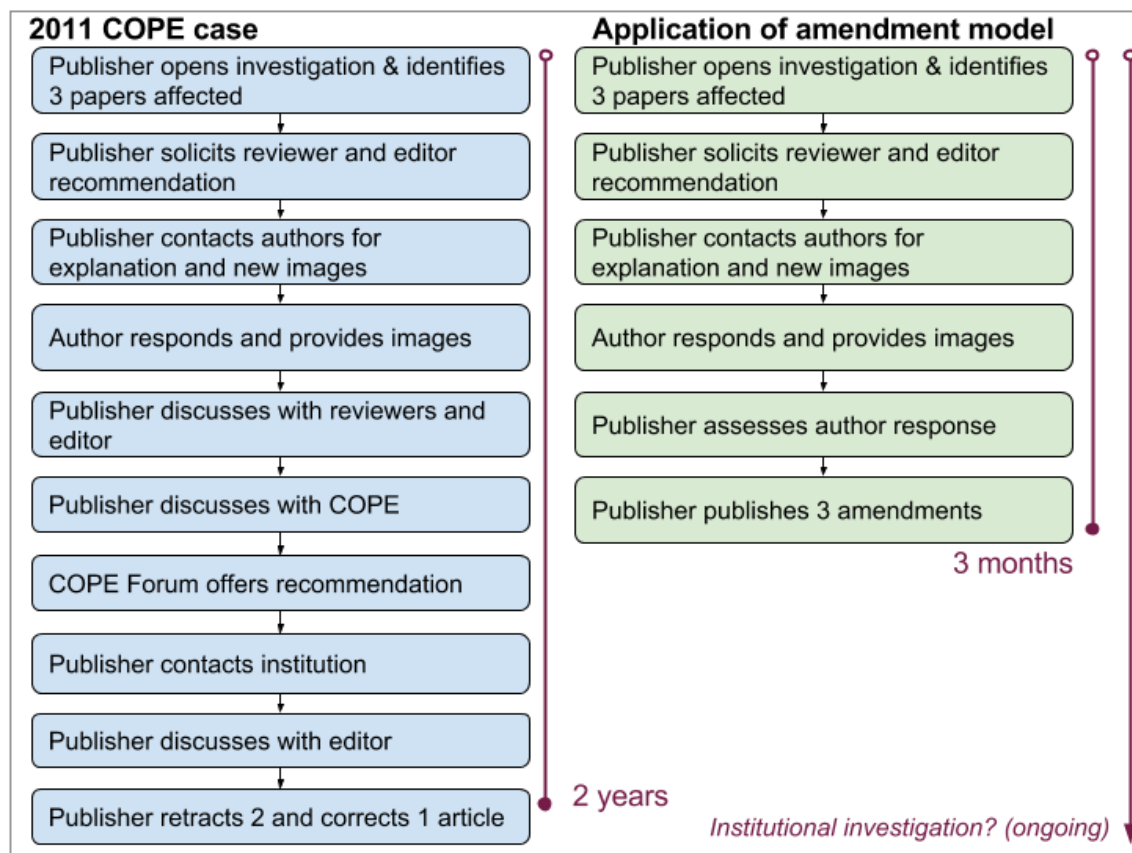 2011 COPE case
Publisher opens investigation & identifies
3 papers affected
Publisher solicits reviewer and editor
recommendation
Publisher contacts authors for
explanation and new images
Author responds and provides images
Publisher discusses with reviewers and
editor
Publisher discusses with COPE
COPE Forum offers recommendation
Publisher contacts institution
Publisher discusses with editor
Publisher retracts 2 and corrects 1 article
2 years
Application of amendment model
Publisher opens investigation & identifies
3 papers affected
Publisher solicits reviewer and editor
recommendation
Publisher contacts authors for
explanation and new images
Author responds and provides images
Publisher assesses author response
Publisher publishes 3 amendments
3 months
Institutional investigation? (ongoing)